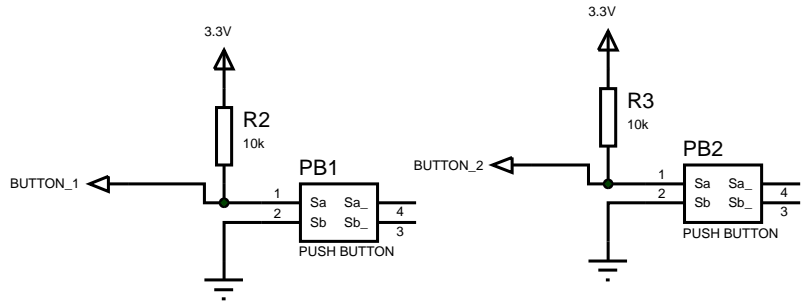 3.3V
R2
10k
BUTTON_1
PB1
1
2
Sa
Sb
Sa_
Sb_
4
3
PUSH BUTTON
3.3V
R3
10k
BUTTON_2
PB2
1
2
Sa
Sb
Sa_
Sb_
4
3
PUSH BUTTON